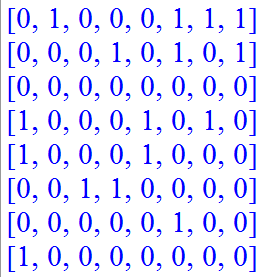 [0, 1, 0, 0, 0, 1, 1, 1]
[0, 0, 0, 1, 0, 1, 0, 1]
[0, 0, 0, 0, 0, 0, 0, 0]
[1, 0, 0, 0, 1, 0, 1, 0]
[1, 0, 0, 0, 1, 0, 0, 0]
[0, 0, 1, 1, 0, 0, 0, 0]
[0, 0, 0, 0, 0, 1, 0, 0]
[1, 0, 0, 0, 0, 0, 0, 0]